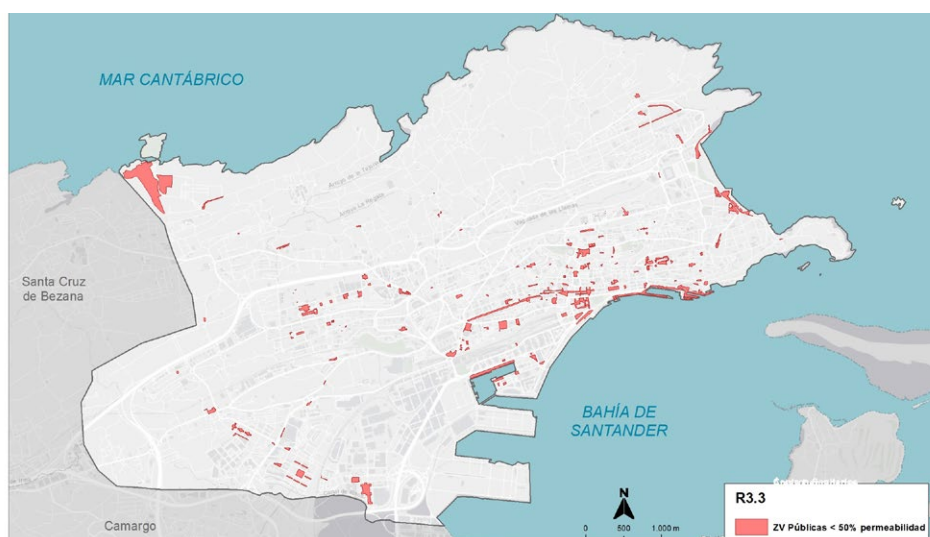 MAR CANTÁBRICO
Santa Cruz
de Bezana
BAHÍA DE
SANTANDER
Camargo
N
0 500 1.000 m
R3.3
ZV Públicas < 50% permeabilidad